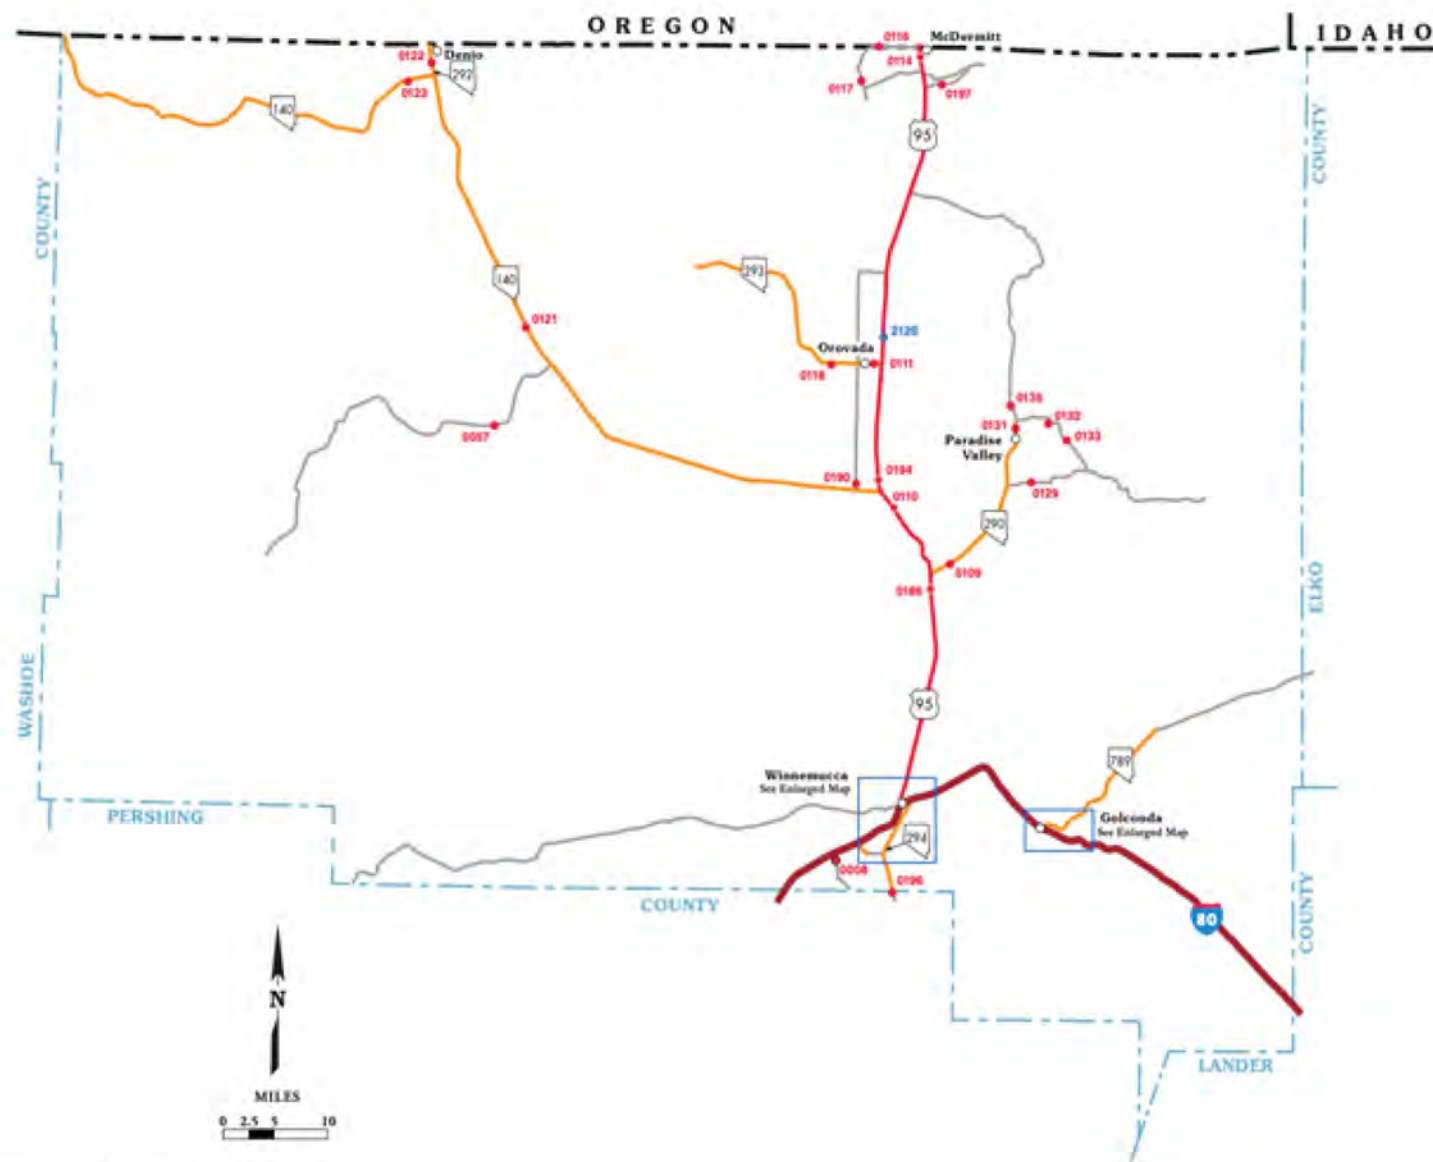 OREGON
IDAHO
0122
Denio
292
0123
140
0116
McDermitt
0114
0117
0197
95
COUNTY
COUNTY
293
140
0121
2120
Orovada
0118
0111
0057
0135
0131
0132
0133
Paradise
Valley
0190
0194
0110
0129
290
0109
0186
ELKO
WASHOE
95
789
Winnemucca
See Enlarged Map
Golconda
See Enlarged Map
PERSHING
294
0008
0196
COUNTY
80
COUNTY
N
LANDER
MILES
0 2.5 5 10